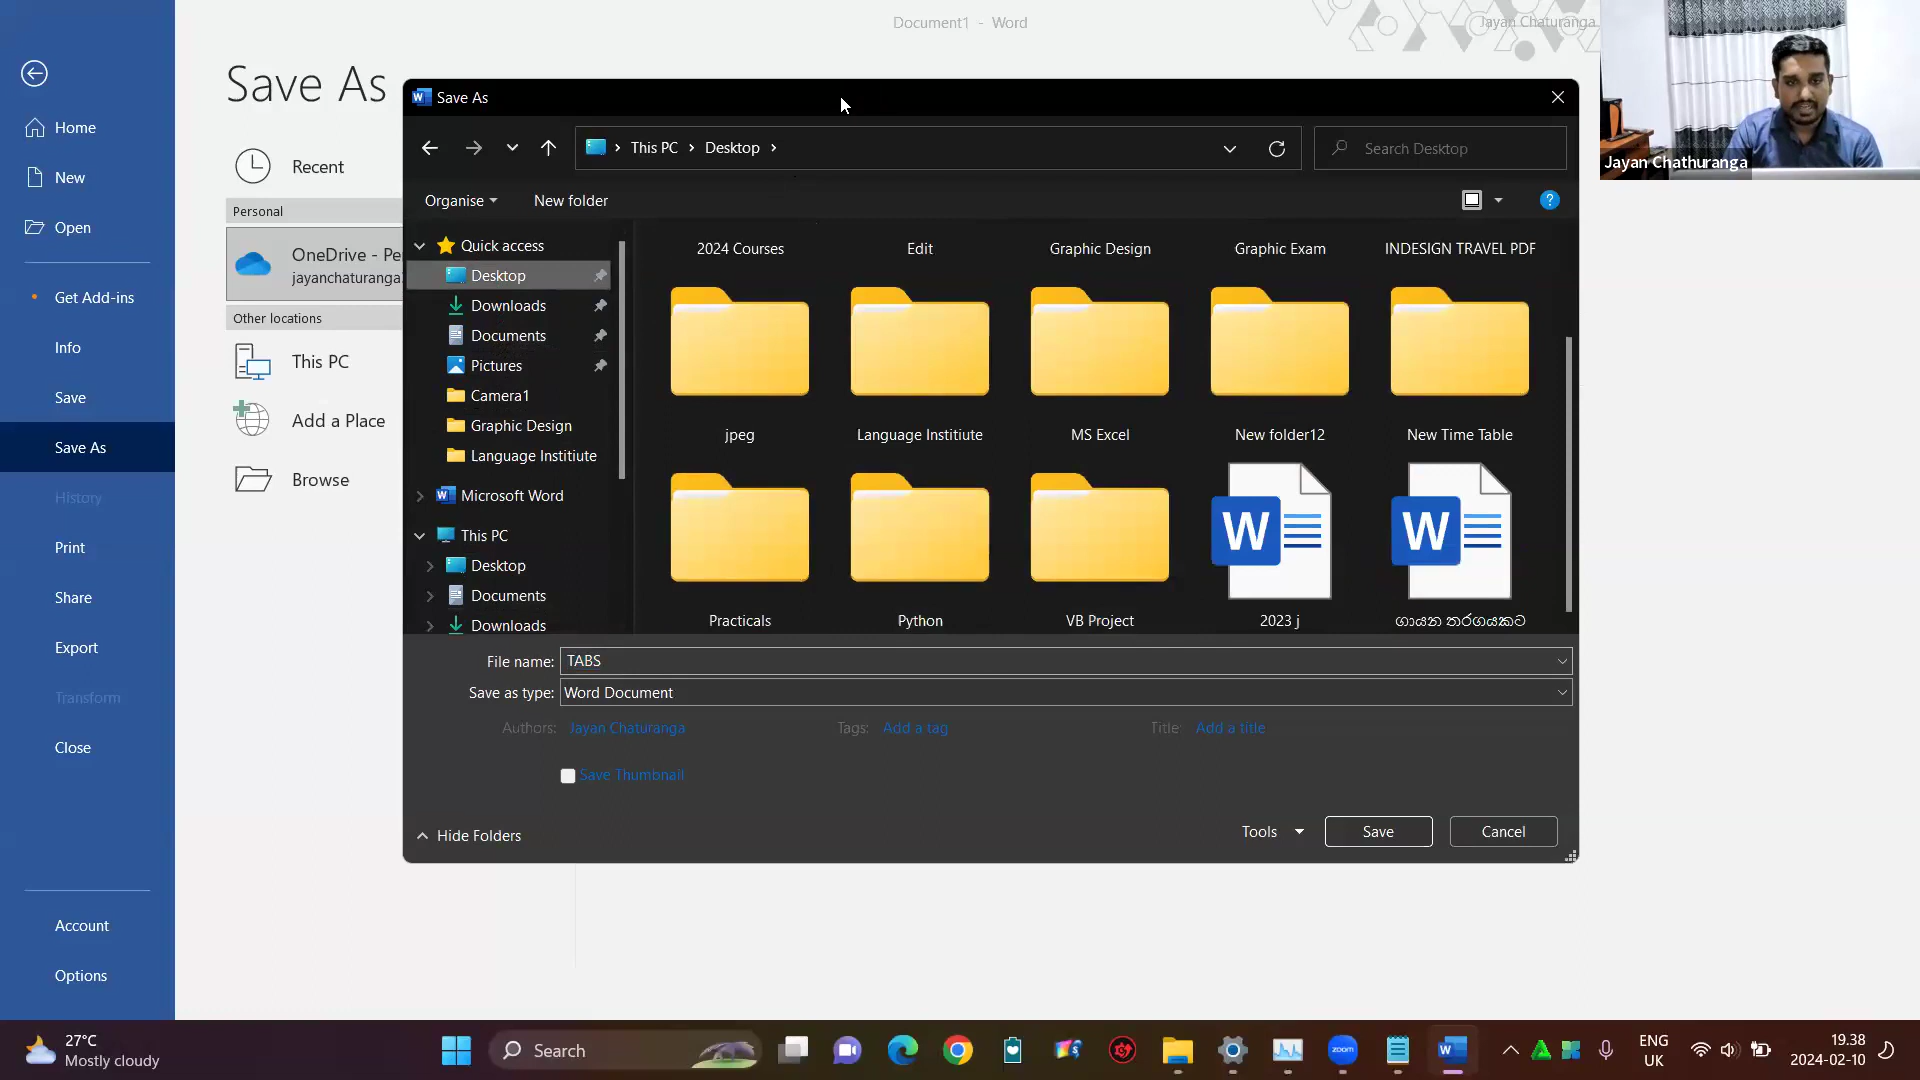 Document1 - Word
Jayan Chaturanga
Save As
Home
New
Open
Get Add-ins
Info
Save
Save As
History
Print
Share
Export
Transform
Close
Account
Options
Recent
Personal
OneDrive - Pe
jayanchaturanga
Other locations
This PC
Add a Place
Browse
Save As
This PC
Desktop
Search Desktop
Organise
New folder
Quick access
Desktop
Downloads
Documents
Pictures
Camera1
Graphic Design
Language Institiute
Microsoft Word
This PC
Desktop
Documents
Downloads
2024 Courses
Edit
Graphic Design
Graphic Exam
INDESIGN TRAVEL PDF
jpeg
Language Institiute
MS Excel
New folder12
New Time Table
Practicals
Python
VB Project
2023 j
ගායන තරගයකට
File name: TABS
Save as type: Word Document
Authors: Jayan Chaturanga
Tags: Add a tag
Title: Add a title
Save Thumbnail
Hide Folders
Tools
Save
Cancel
Jayan Chathuranga
27°C
Mostly cloudy
Search
zoom
ENG
UK
19.38
2024-02-10